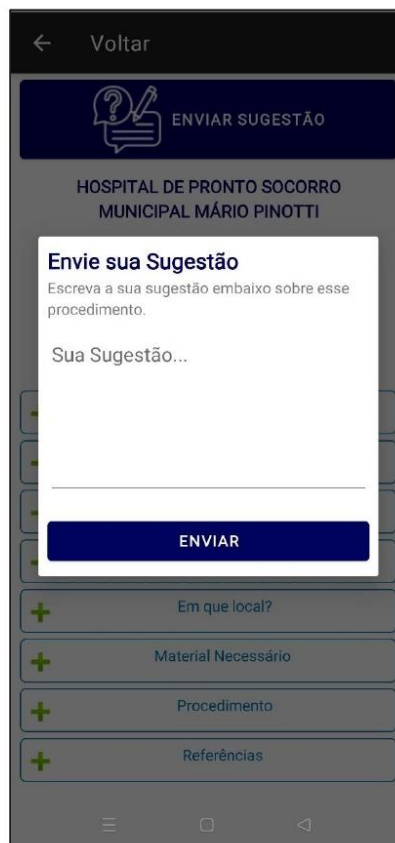 Voltar
ENVIAR SUGESTÃO
HOSPITAL DE PRONTO SOCORRO
MUNICIPAL MÁRIO PINOTTI
Envie sua Sugestão
Escreva a sua sugestão embaixo sobre esse
procedimento.
Sua Sugestão...
ENVIAR
Em que local?
Material Necessário
Procedimento
Referências